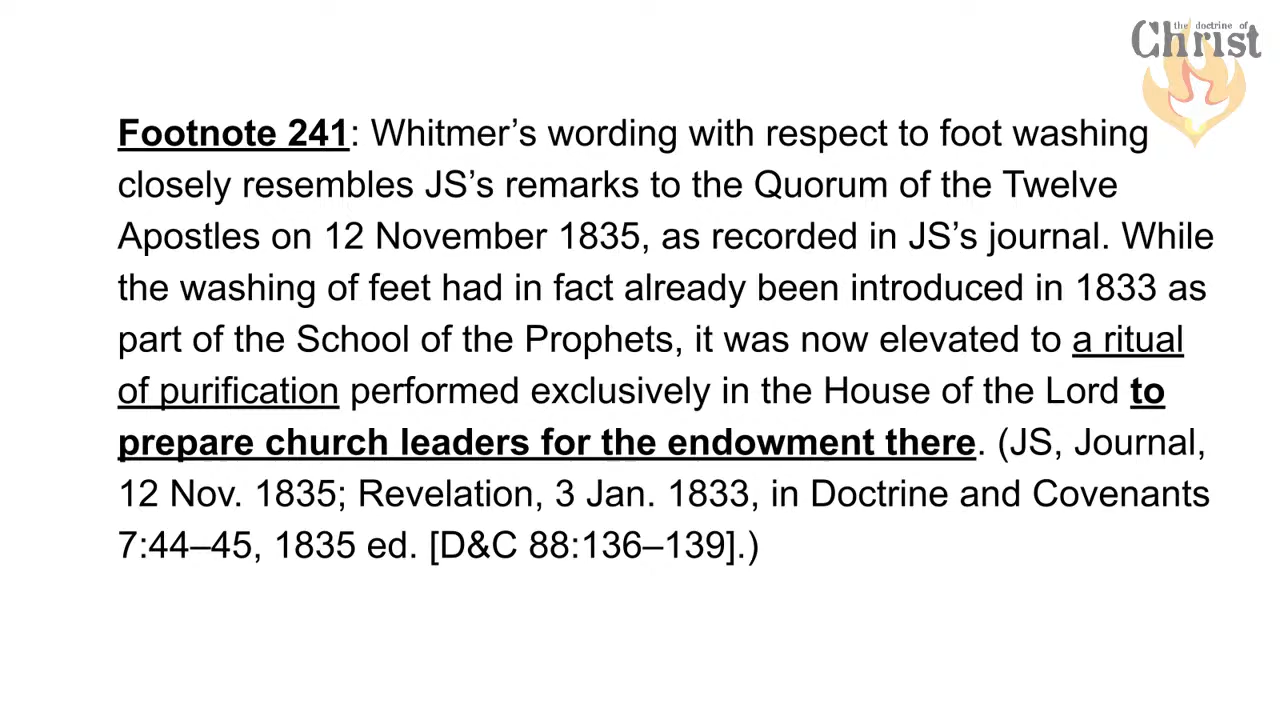 the doctrine of
Christ
Footnote 241: Whitmer’s wording with respect to foot washing
closely resembles JS’s remarks to the Quorum of the Twelve
Apostles on 12 November 1835, as recorded in JS’s journal. While
the washing of feet had in fact already been introduced in 1833 as
part of the School of the Prophets, it was now elevated to a ritual
of purification performed exclusively in the House of the Lord to
prepare church leaders for the endowment there. (JS, Journal,
12 Nov. 1835; Revelation, 3 Jan. 1833, in Doctrine and Covenants
7:44–45, 1835 ed. [D&C 88:136–139].)